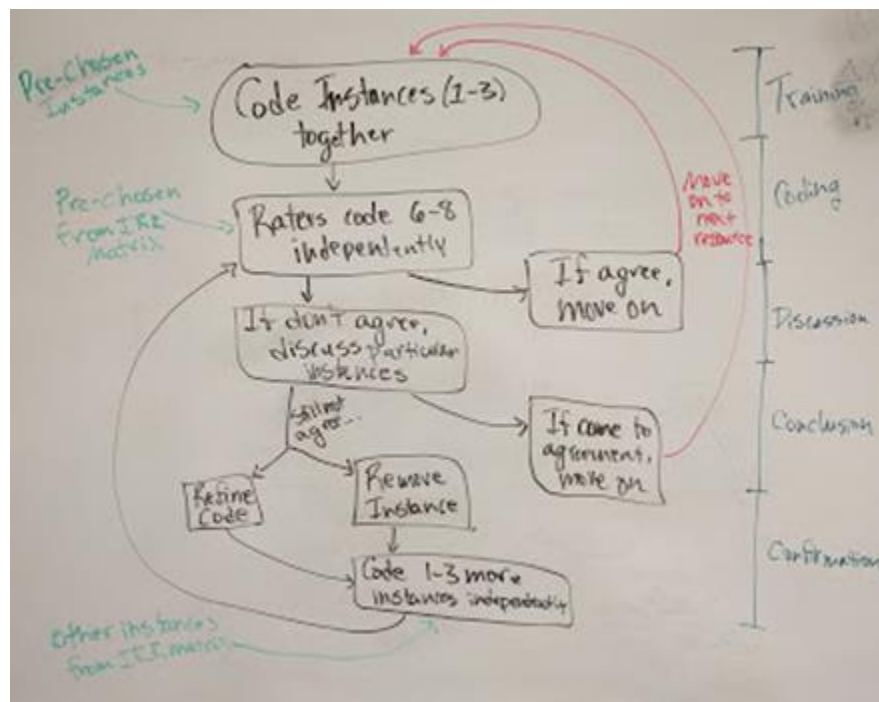 Pre-Chosen
Instances
Code Instances (1-3)
together
Training
Pre-Chosen
from IRR
Matrix
Raters code 6-8
independently
Move
on to
next
resource
Coding
If agree,
move on
If don't agree,
discuss particular
instances
Discussion
still not
agree...
If come to
agreement,
move on
Conclusion
Refine
Code
Remove
Instance
Code 1-3 more
instances independently
Confirmation
Other instances
from matrix